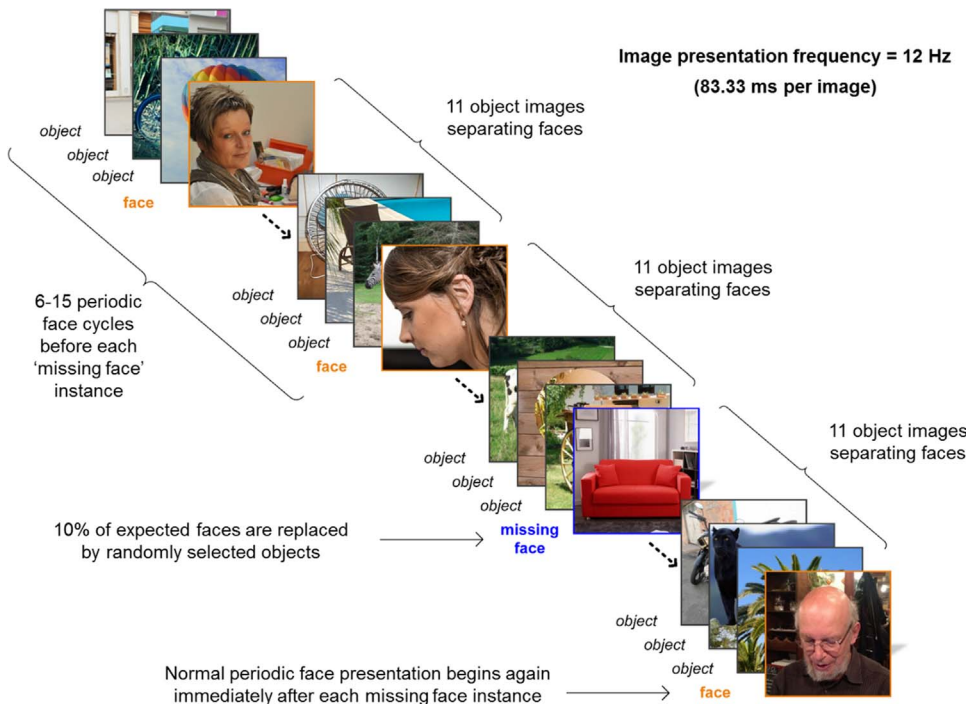 Image presentation frequency = 12 Hz
(83.33 ms per image)
11 object images
separating faces
object
object
object
face
11 object images
separating faces
6-15 periodic
face cycles
before each
‘missing face’
instance
object
object
object
face
11 object images
separating faces
object
object
object
missing
face
10% of expected faces are replaced
by randomly selected objects
object
object
object
face
Normal periodic face presentation begins again
immediately after each missing face instance